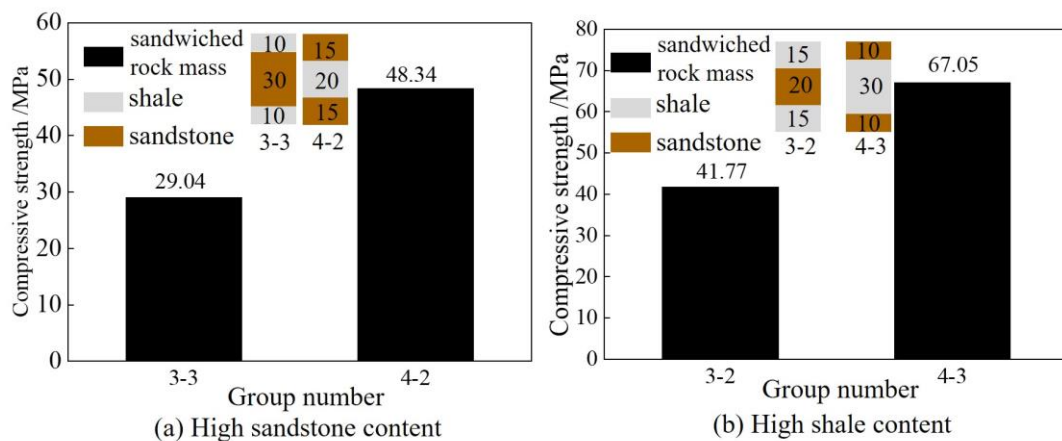 Compressive strength /MPa
60
50
40
30
20
10
0
sandwiched
rock mass
shale
sandstone
10
30
10
3-3
15
20
15
4-2
29.04
48.34
3-3
4-2
Group number
(a) High sandstone content
Compressive strength /MPa
80
70
60
50
40
30
20
10
0
sandwiched
rock mass
shale
sandstone
15
20
15
3-2
10
30
10
4-3
41.77
67.05
3-2
4-3
Group number
(b) High shale content